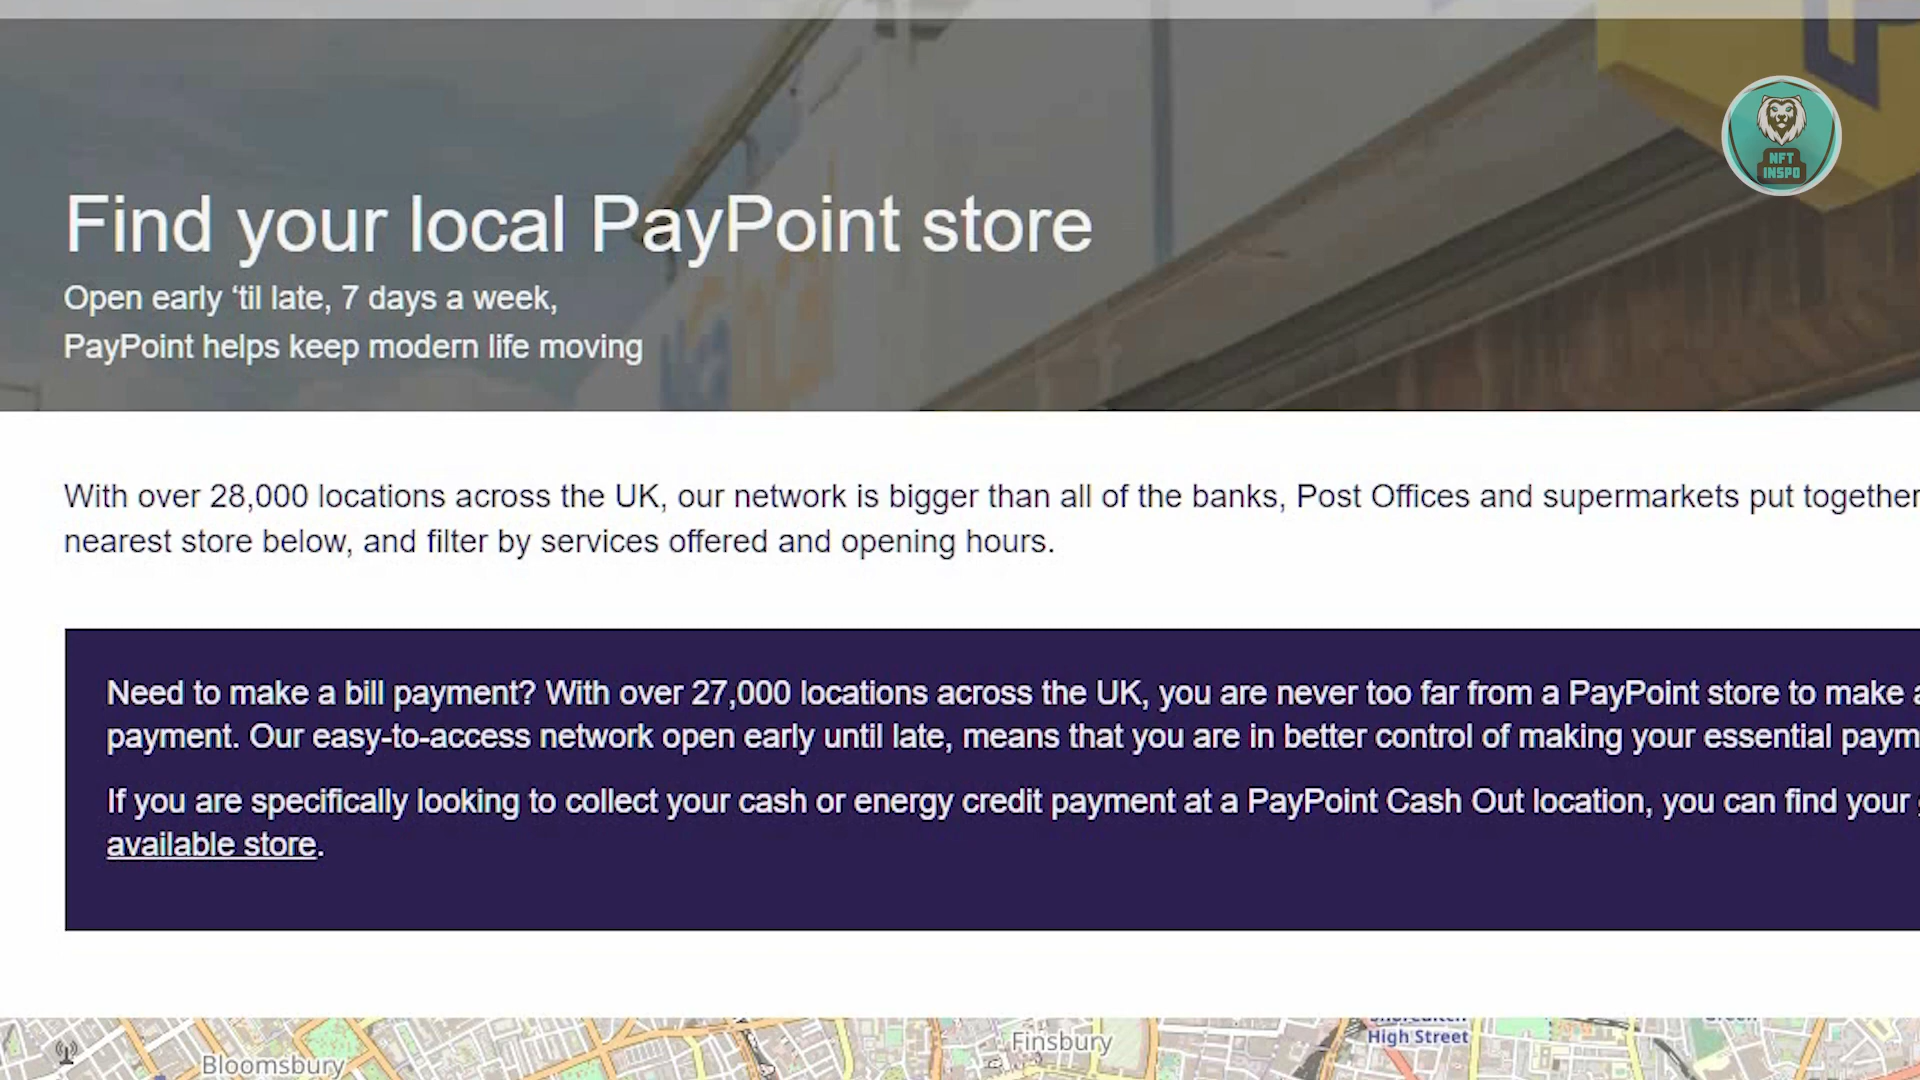 NFT
INSPO
Find your local PayPoint store
Open early ‘til late, 7 days a week,
PayPoint helps keep modern life moving
With over 28,000 locations across the UK, our network is bigger than all of the banks, Post Offices and supermarkets put together
nearest store below, and filter by services offered and opening hours.
Need to make a bill payment? With over 27,000 locations across the UK, you are never too far from a PayPoint store to make a
payment. Our easy-to-access network open early until late, means that you are in better control of making your essential paym
If you are specifically looking to collect your cash or energy credit payment at a PayPoint Cash Out location, you can find your
available store.
Finsbury
High Street
Bloomsbury